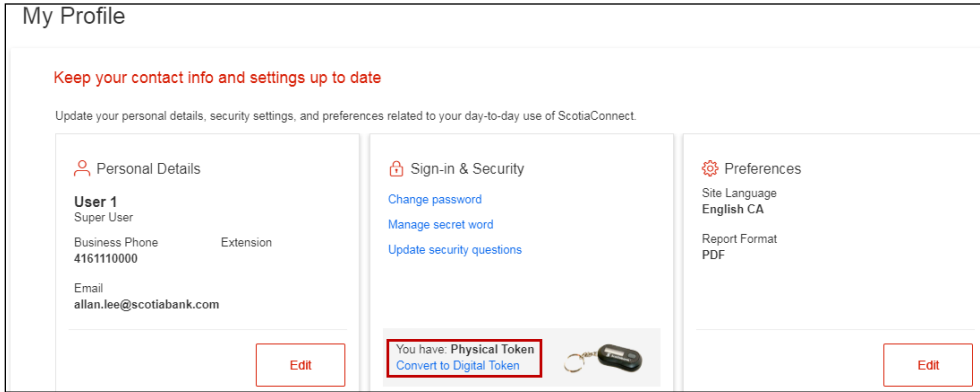 My Profile
Keep your contact info and settings up to date
Update your personal details, security settings, and preferences related to your day-to-day use of ScotiaConnect.
Personal Details
User 1
Super User
Business Phone Extension
4161110000
Email
allan.lee@scotiabank.com
Edit
Sign-in & Security
Change password
Manage secret word
Update security questions
You have: Physical Token
Convert to Digital Token
Preferences
Site Language
English CA
Report Format
PDF
Edit